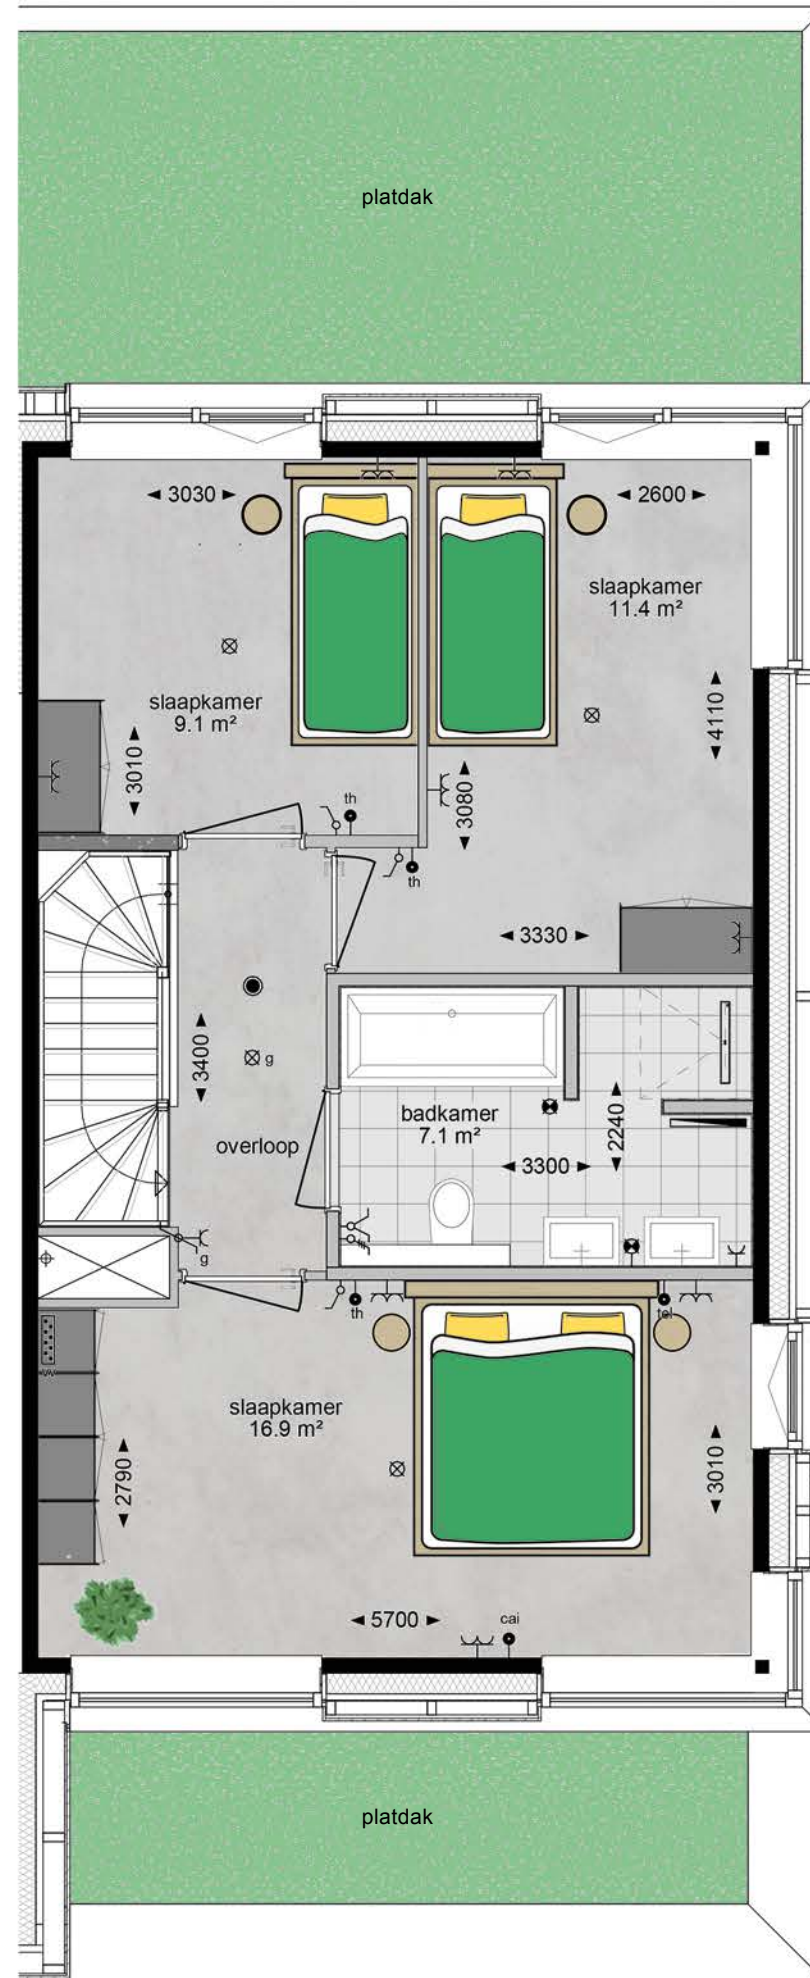 platdak
3030
2600
slaapkamer
11.4 m²
slaapkamer
9.1 m²
4110
3010
3080
th
th
3330
3400
g
badkamer
7.1 m²
2240
overloop
3300
g
th
tel
slaapkamer
16.9 m²
2790
3010
5700
cai
platdak